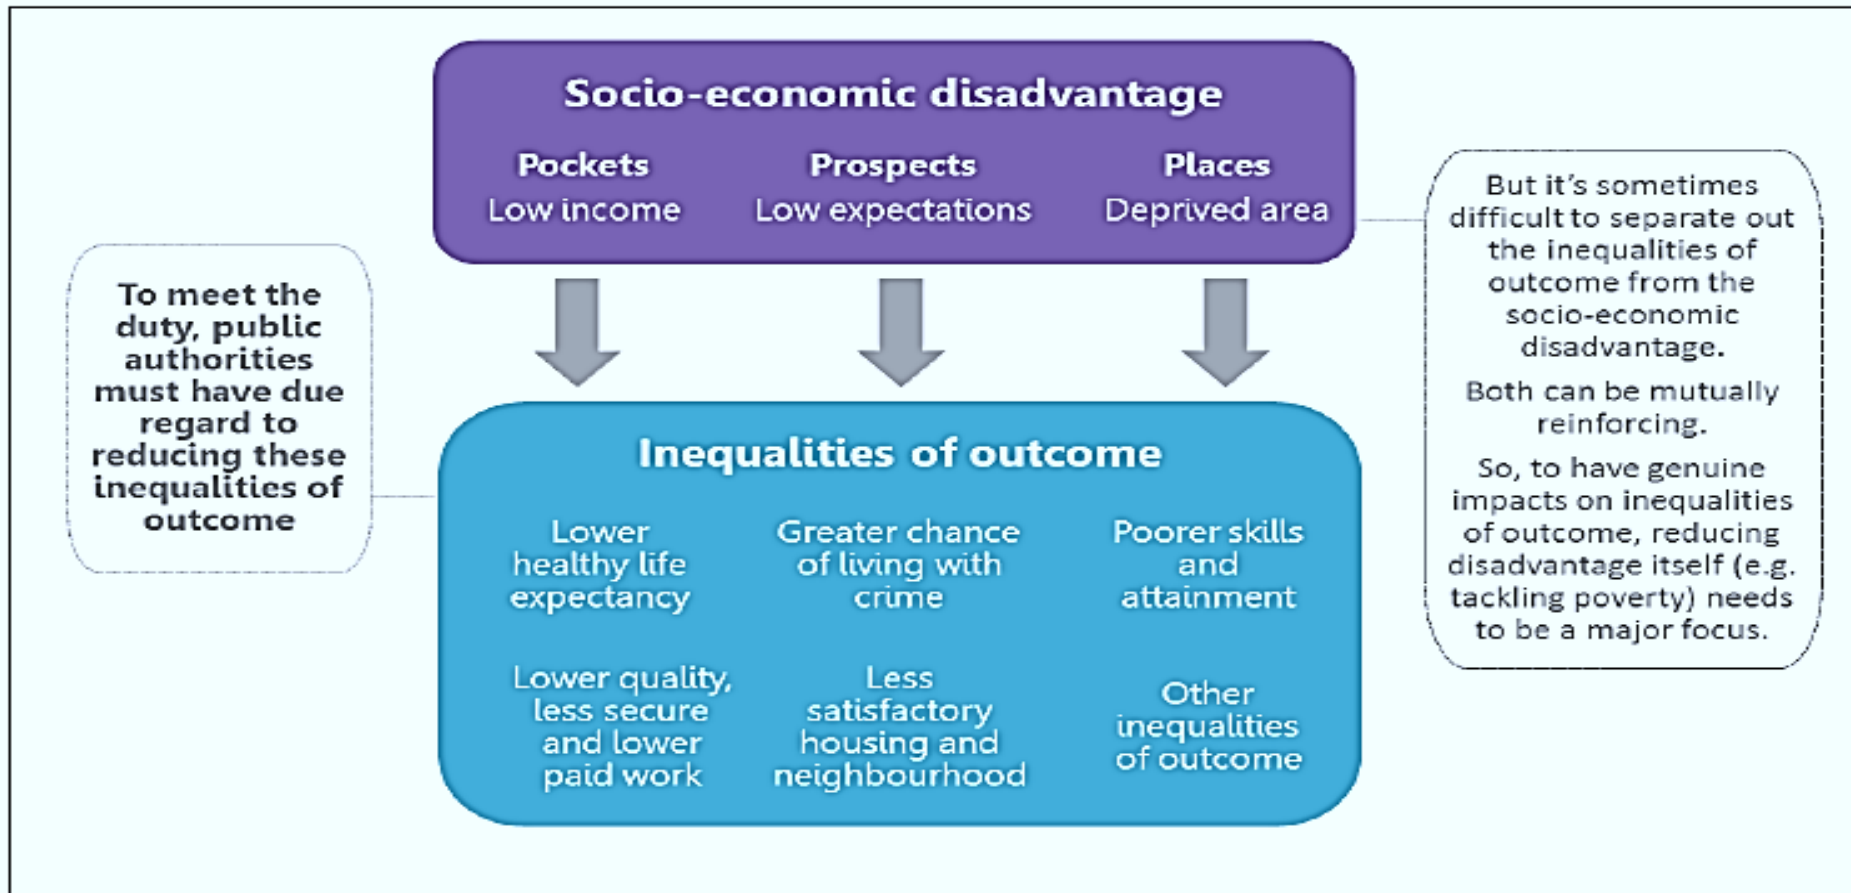 Socio-economic disadvantage
Pockets
Low income
Prospects
Low expectations
Places
Deprived area
To meet the
duty, public
authorities
must have due
regard to
reducing these
inequalities of
outcome
But it’s sometimes
difficult to separate out
the inequalities of
outcome from the
socio-economic
disadvantage.
Both can be mutually
reinforcing.
So, to have genuine
impacts on inequalities
of outcome, reducing
disadvantage itself (e.g.
tackling poverty) needs
to be a major focus.
Inequalities of outcome
Lower
healthy life
expectancy
Greater chance
of living with
crime
Poorer skills
and
attainment
Lower quality,
less secure
and lower
paid work
Less
satisfactory
housing and
neighbourhood
Other
inequalities
of outcome